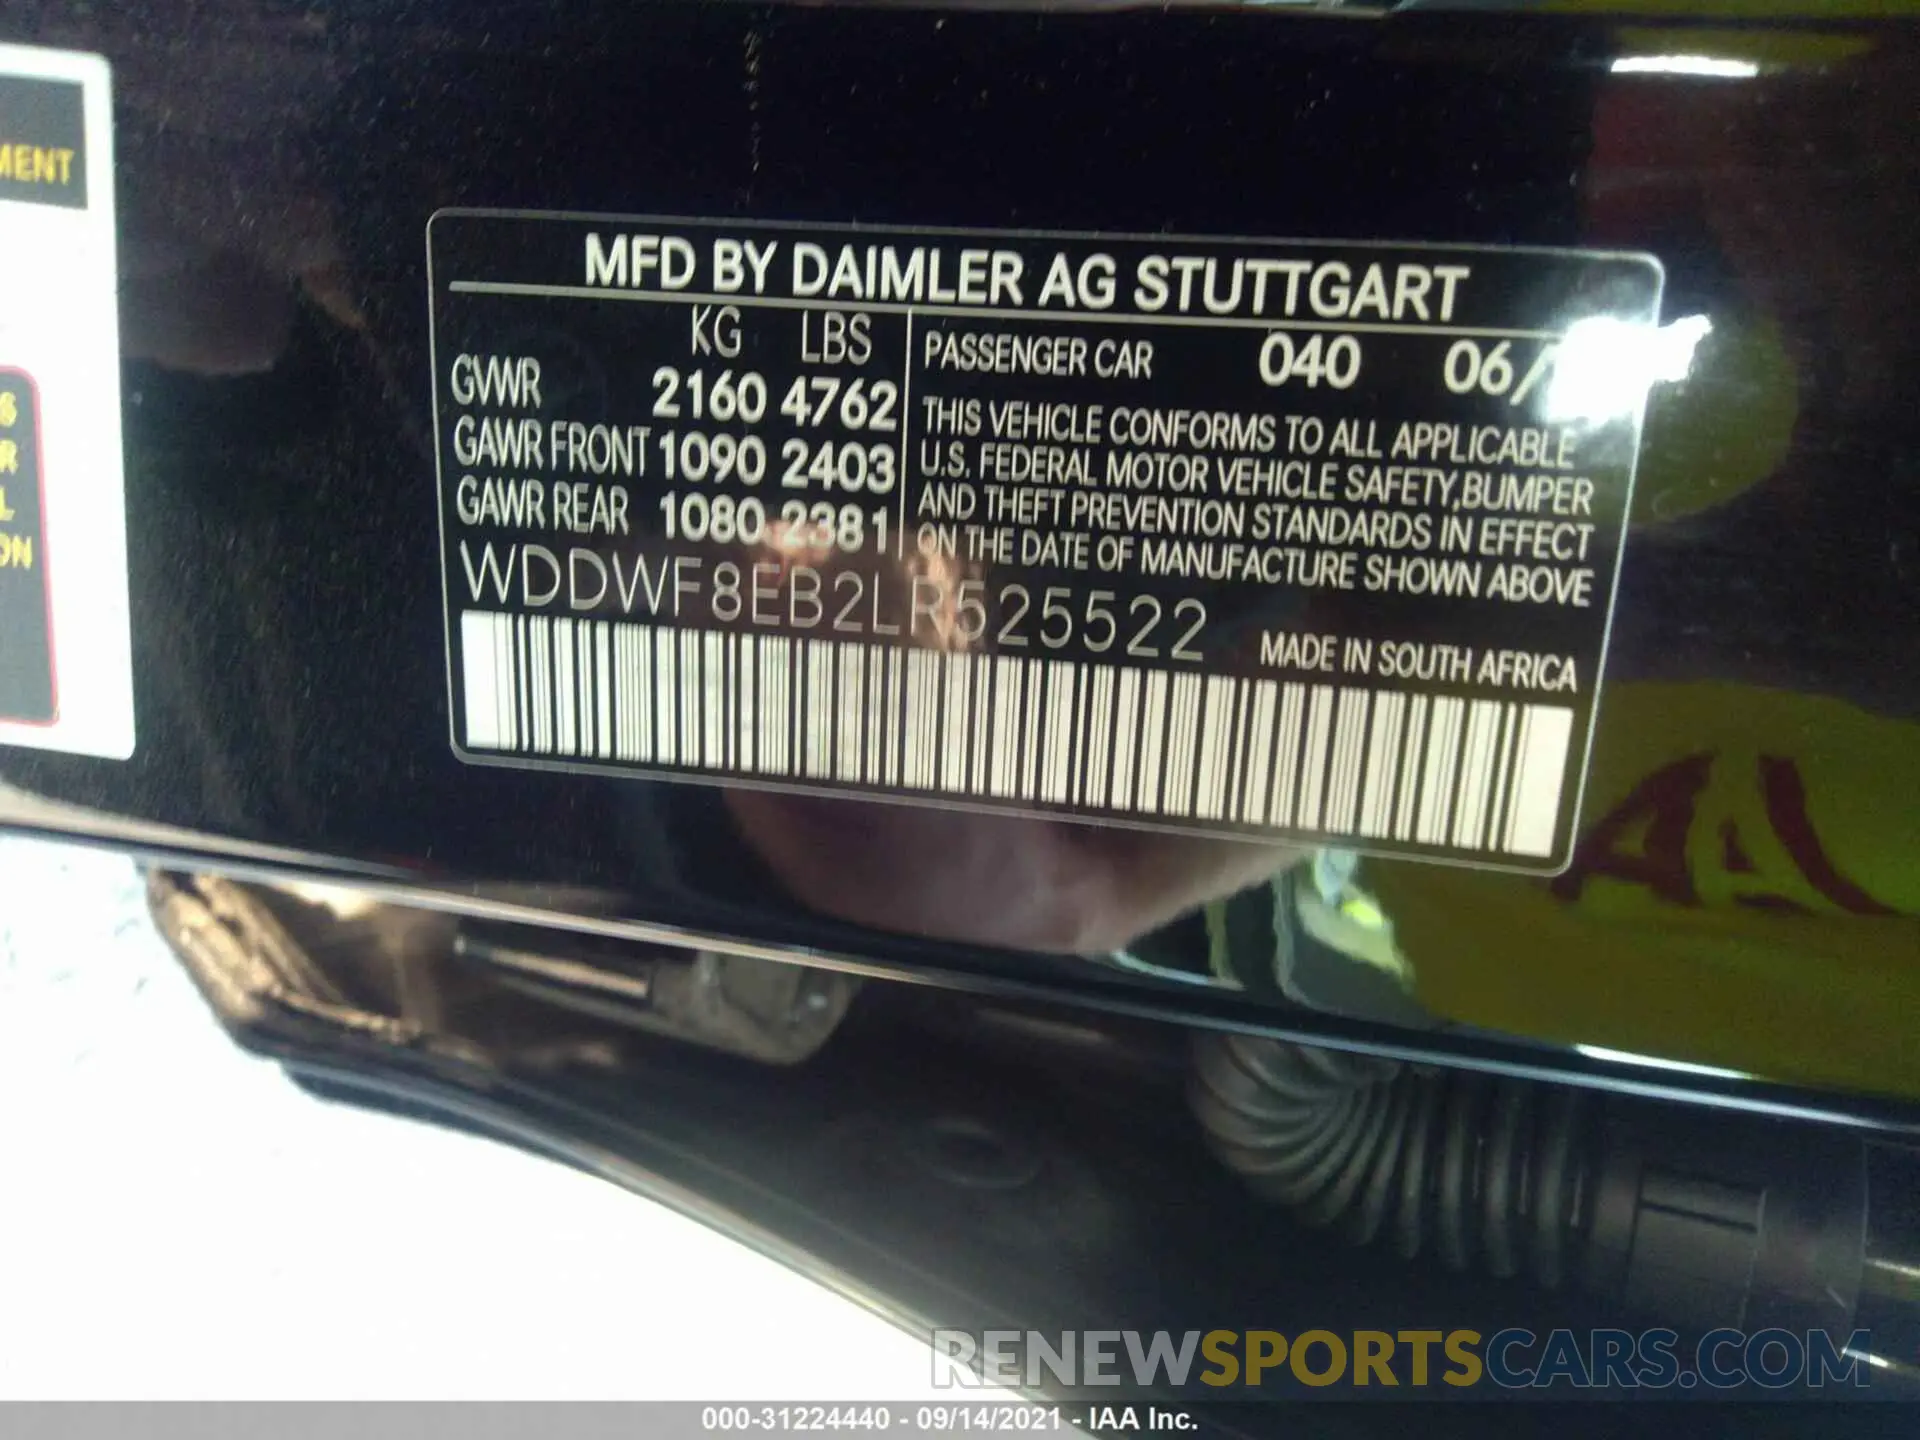 MENT
6
R
L
ON
MFD BY DAIMLER AG STUTTGART
KG LBS
GVWR 2160 4762
GAWR FRONT 1090 2403
GAWR REAR 1080 2381
PASSENGER CAR 040 06/
THIS VEHICLE CONFORMS TO ALL APPLICABLE
U.S. FEDERAL MOTOR VEHICLE SAFETY, BUMPER
AND THEFT PREVENTION STANDARDS IN EFFECT
ON THE DATE OF MANUFACTURE SHOWN ABOVE
WDDWF8EB2LR525522
MADE IN SOUTH AFRICA
RENEWSPORTSCARS.COM
000-31224440 - 09/14/2021 - IAA Inc.